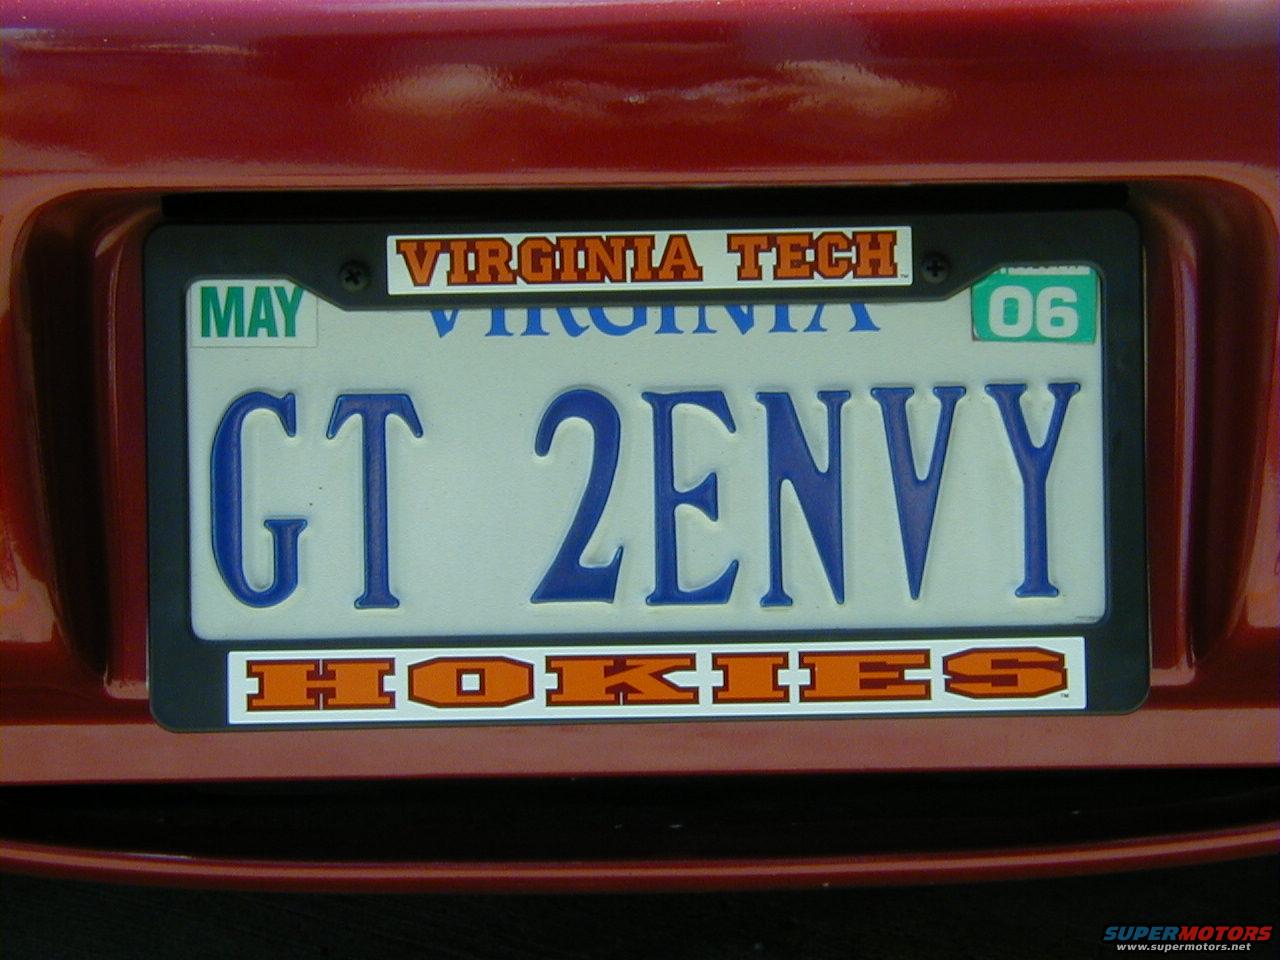 VIRGINIA TECH
MAY
VIRGINIA
06
GT 2ENVY
HOKIES
SUPERMOTORS
www.supermotors.net